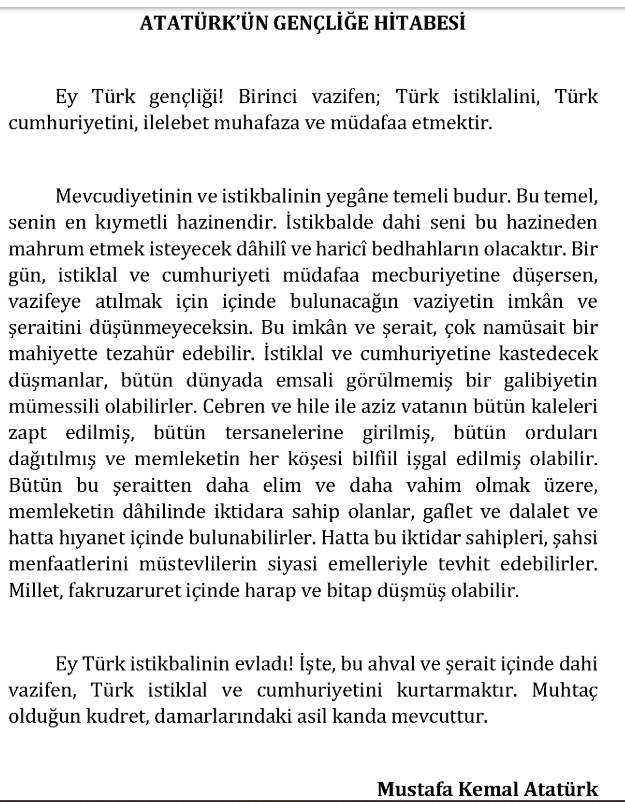 ATATÜRK’ÜN GENÇLİĞE HİTABESİ
Ey Türk gençliği! Birinci vazifen; Türk istiklalini, Türk
cumhuriyetini, ilelebet muhafaza ve müdafaa etmektir.
Mevcudiyetinin ve istikbalinin yegâne temeli budur. Bu temel,
senin en kıymetli hazinendir. İstikbalde dahi seni bu hazineden
mahrum etmek isteyecek dâhilî ve haricî bedhahların olacaktır. Bir
gün, istiklal ve cumhuriyeti müdafaa mecburiyetine düşersen,
vazifeye atılmak için içinde bulunacağın vaziyetin imkân ve
şeraitini düşünmeyeceksin. Bu imkân ve şerait, çok namüsait bir
mahiyette tezahür edebilir. İstiklal ve cumhuriyetine kastedecek
düşmanlar, bütün dünyada emsali görülmemiş bir galibiyetin
mümessili olabilirler. Cebren ve hile ile aziz vatanın bütün kaleleri
zapt edilmiş, bütün tersanelerine girilmiş, bütün orduları
dağıtılmış ve memleketin her köşesi bilfiil işgal edilmiş olabilir.
Bütün bu şeraitten daha elim ve daha vahim olmak üzere,
memleketin dâhilinde iktidara sahip olanlar, gaflet ve dalalet ve
hatta hıyanet içinde bulunabilirler. Hatta bu iktidar sahipleri, şahsi
menfaatlerini müstevlilerin siyasi emelleriyle tevhit edebilirler.
Millet, fakruzaruret içinde harap ve bitap düşmüş olabilir.
Ey Türk istikbalinin evladı! İşte, bu ahval ve şerait içinde dahi
vazifen, Türk istiklal ve cumhuriyetini kurtarmaktır. Muhtaç
olduğun kudret, damarlarındaki asil kanda mevcuttur.
Mustafa Kemal Atatürk